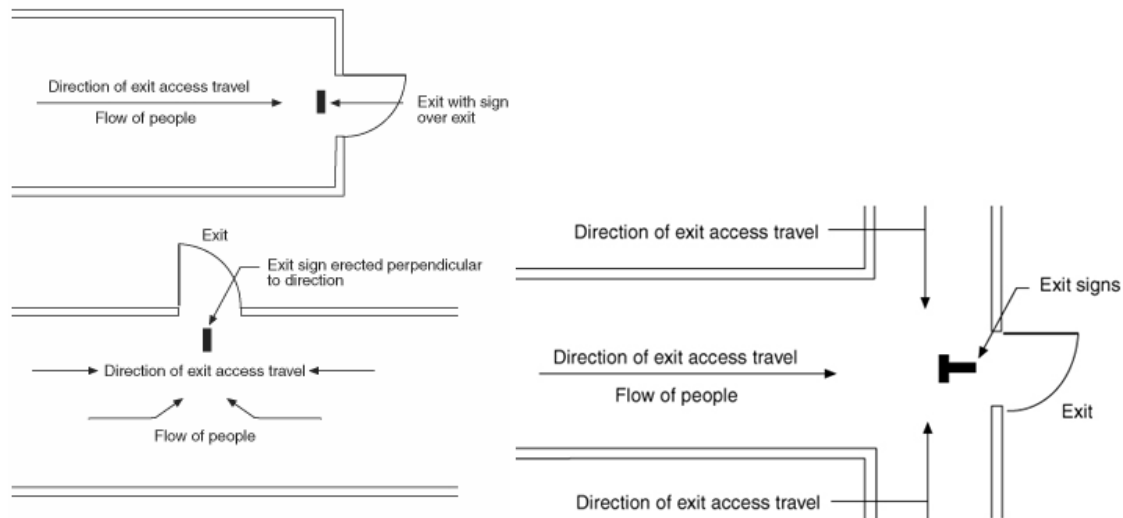 Direction of exit access travel
Flow of people
Exit with sign
over exit
Exit
Exit sign erected perpendicular
to direction
Direction of exit access travel
Flow of people
Direction of exit access travel
Exit signs
Direction of exit access travel
Flow of people
Exit
Direction of exit access travel